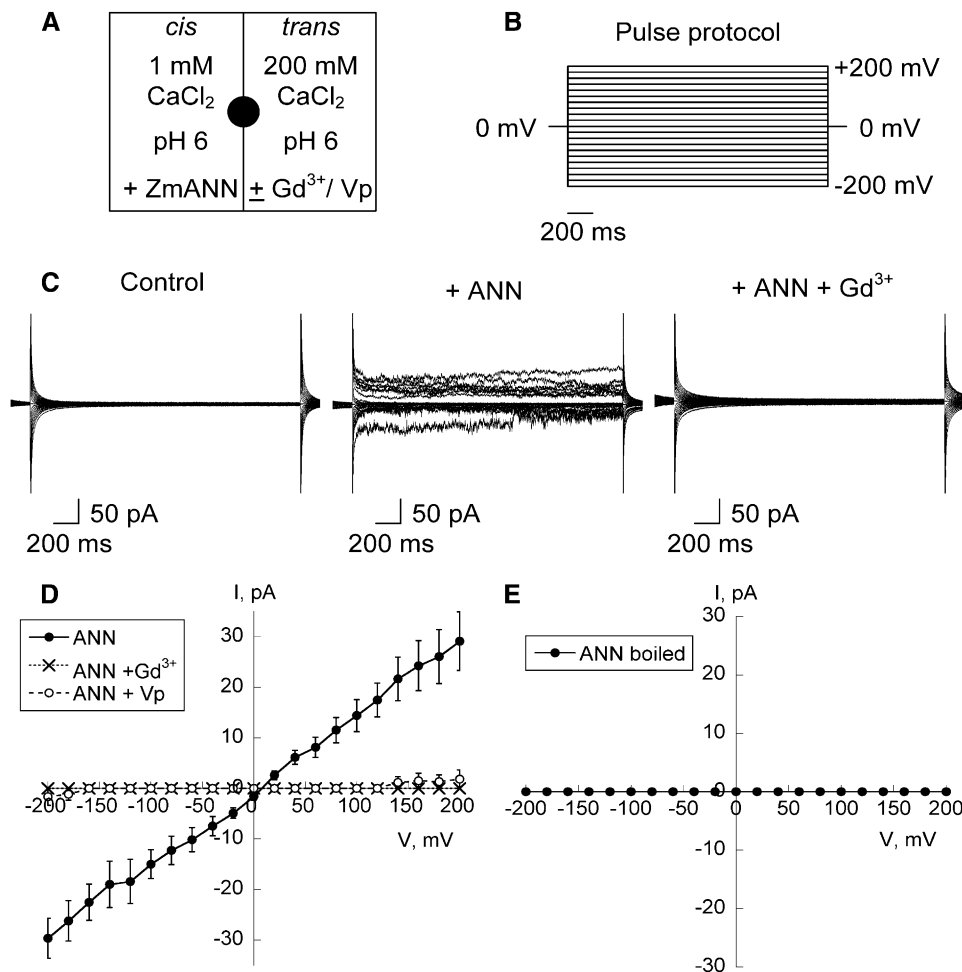 A
cis
trans
1 mM
200 mM
CaCl₂
CaCl₂
pH 6
pH 6
+ ZmANN
± Gd³⁺/ Vp
B
Pulse protocol
+200 mV
0 mV
0 mV
-200 mV
200 ms
C
Control
+ ANN
+ ANN + Gd³⁺
50 pA
200 ms
50 pA
200 ms
50 pA
200 ms
D
I, pA
ANN
ANN +Gd³⁺
ANN + Vp
30
20
10
0
-200 -150 -100 -50 0 50 100 150 200
V, mV
-10
-20
-30
E
I, pA
ANN boiled
30
20
10
0
-200 -150 -100 -50 0 50 100 150 200
V, mV
-10
-20
-30